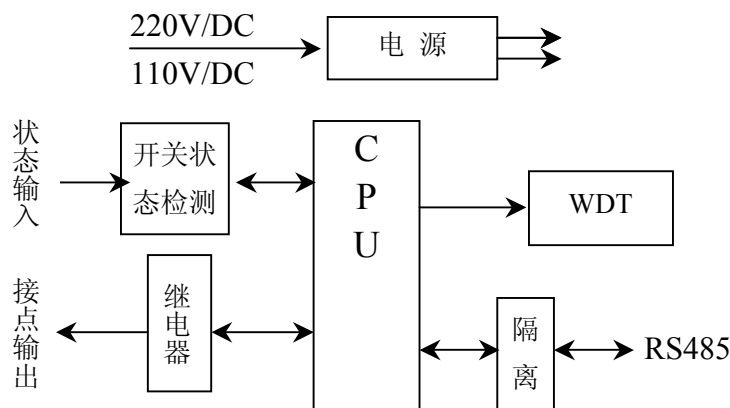 220V/DC
110V/DC
电 源
状态输入
开关状
态检测
CPU
WDT
接点输出
继电器
隔离
RS485